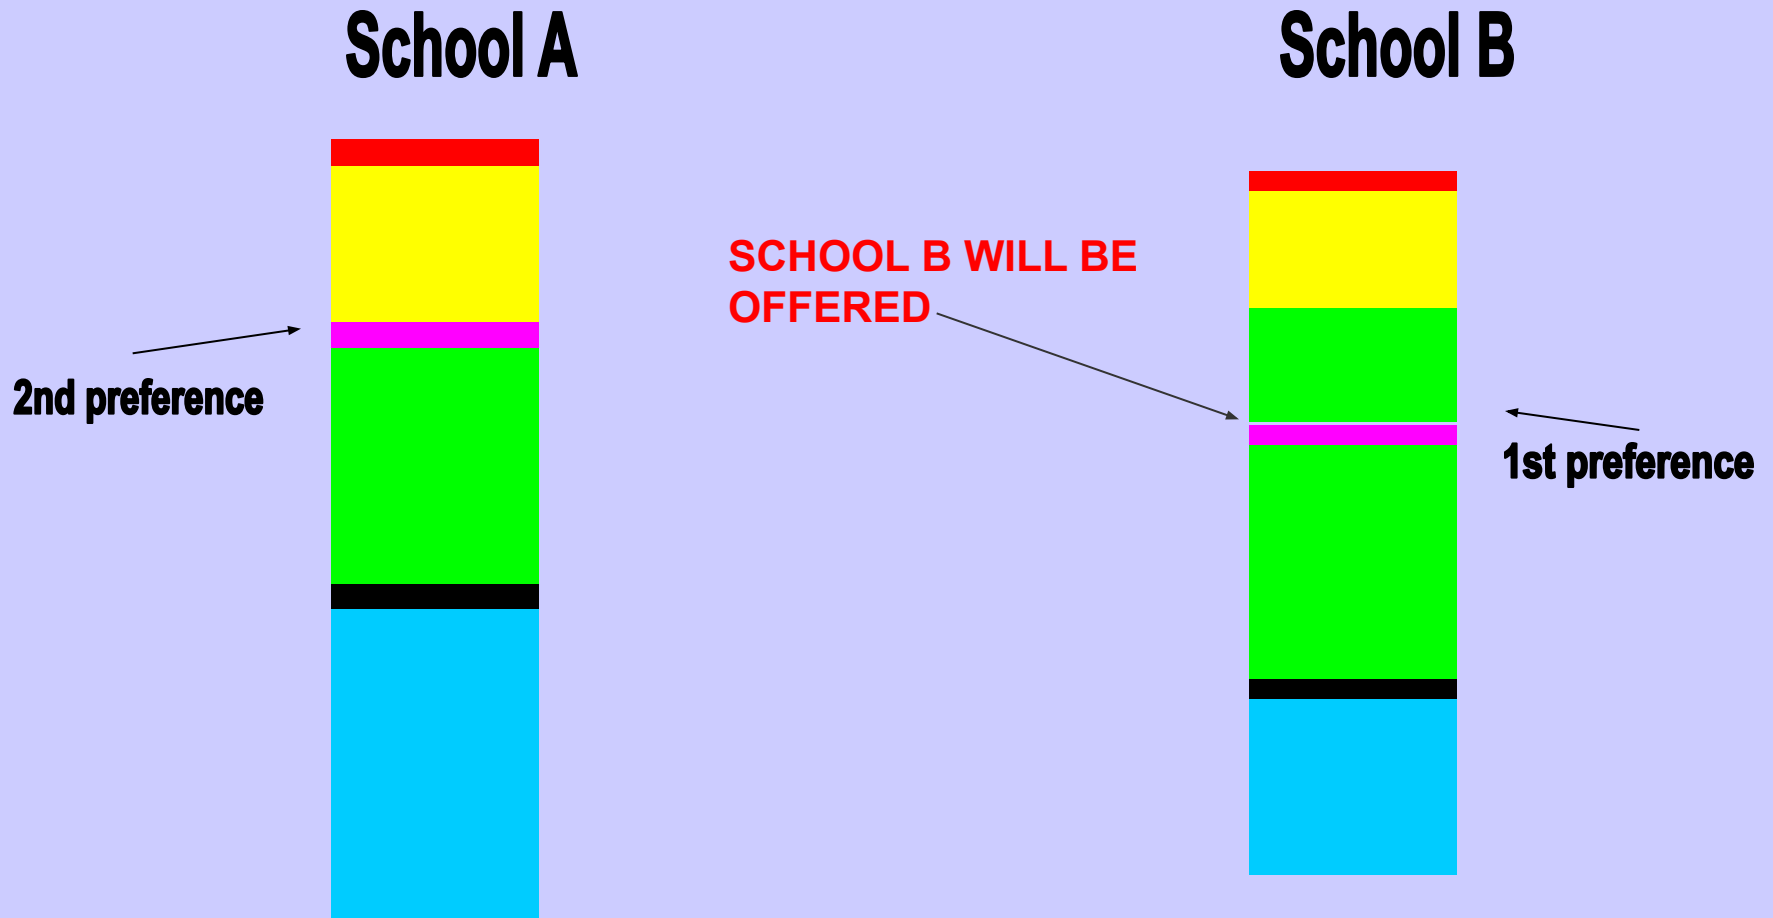 School A
School B
SCHOOL B WILL BE
OFFERED
2nd preference
1st preference